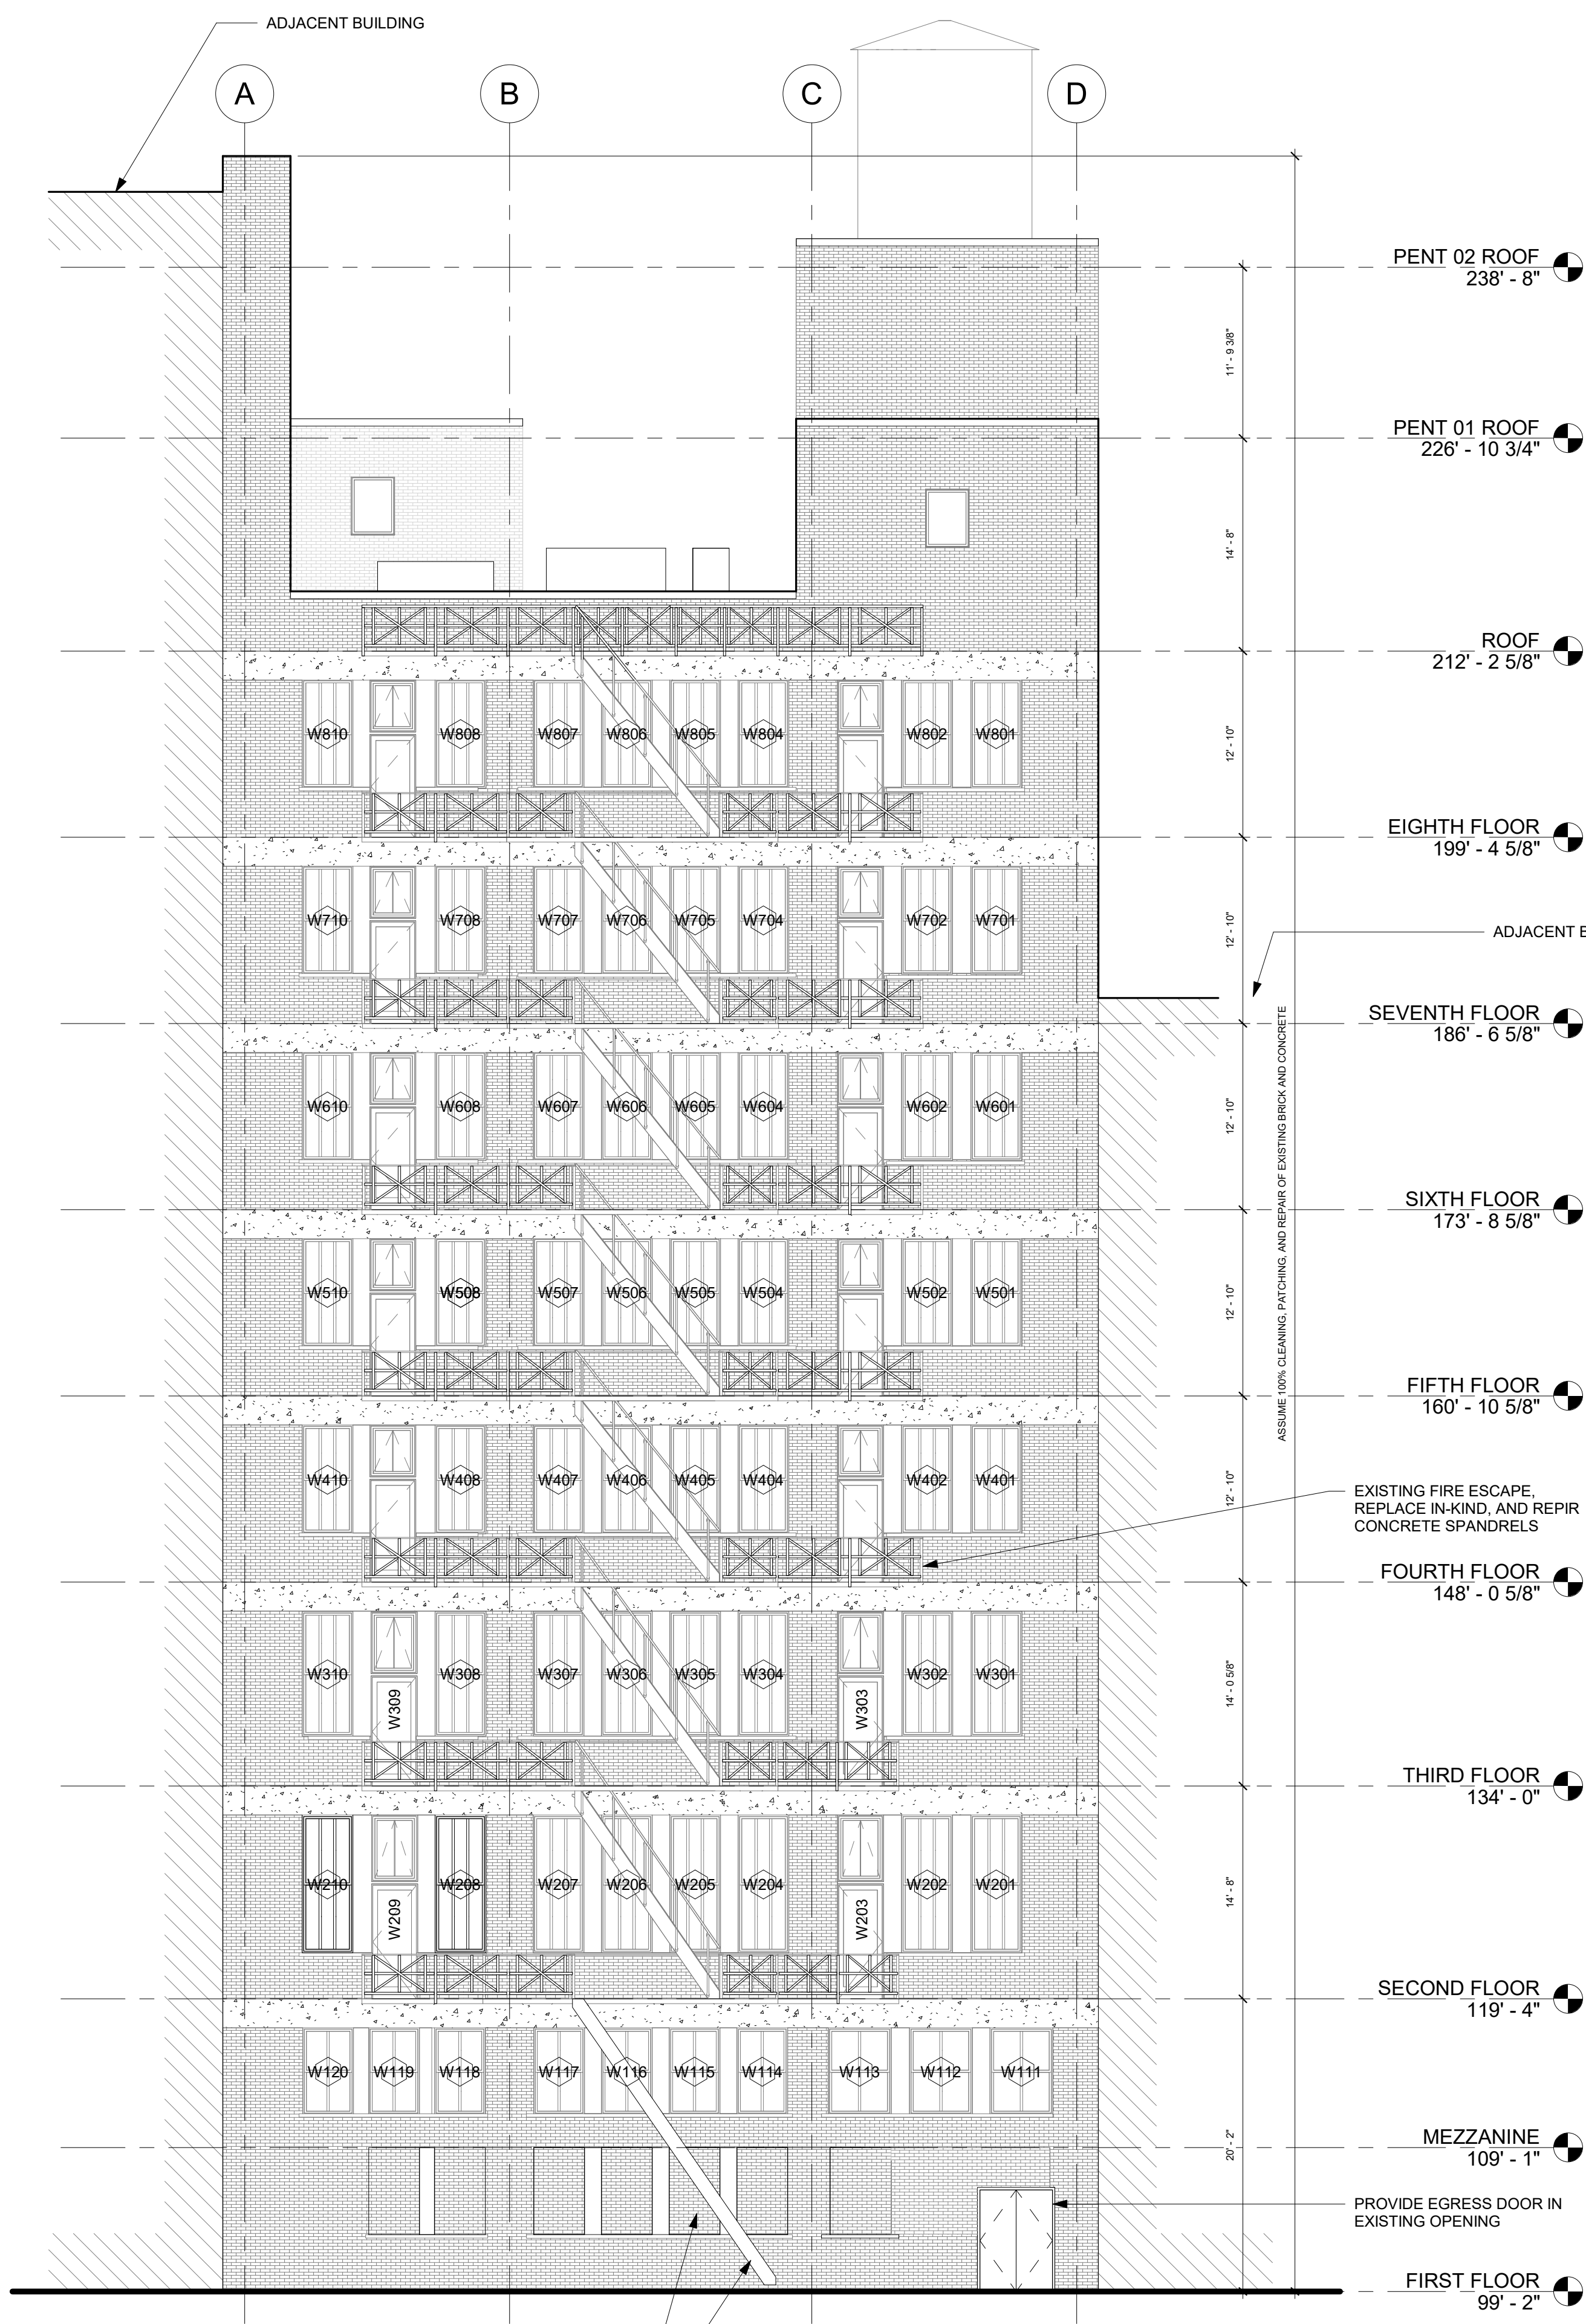 ADJACENT BUILDING
A
B
C
D
PENT 02 ROOF
238' - 8"
11' - 9 3/8"
PENT 01 ROOF
226' - 10 3/4"
14' - 8"
ROOF
212' - 2 5/8"
W810
W808
W807
W806
W805
W804
W802
W801
12' - 10"
EIGHTH FLOOR
199' - 4 5/8"
W710
W708
W707
W706
W705
W704
W702
W701
12' - 10"
ADJACENT B
SEVENTH FLOOR
186' - 6 5/8"
W610
W608
W607
W606
W605
W604
W602
W601
12' - 10"
ASSUME 100% CLEANING, PATCHING, AND REPAIR OF EXISTING BRICK AND CONCRETE
SIXTH FLOOR
173' - 8 5/8"
W510
W508
W507
W506
W505
W504
W502
W501
12' - 10"
FIFTH FLOOR
160' - 10 5/8"
W410
W408
W407
W406
W405
W404
W402
W401
12' - 10"
EXISTING FIRE ESCAPE,
REPLACE IN-KIND, AND REPIR
CONCRETE SPANDRELS
FOURTH FLOOR
148' - 0 5/8"
W310
W309
W308
W307
W306
W305
W304
W303
W302
W301
14' - 0 5/8"
THIRD FLOOR
134' - 0"
W210
W209
W208
W207
W206
W205
W204
W203
W202
W201
14' - 8"
SECOND FLOOR
119' - 4"
W120
W119
W118
W117
W116
W115
W114
W113
W112
W111
20' - 2"
MEZZANINE
109' - 1"
PROVIDE EGRESS DOOR IN
EXISTING OPENING
FIRST FLOOR
99' - 2"